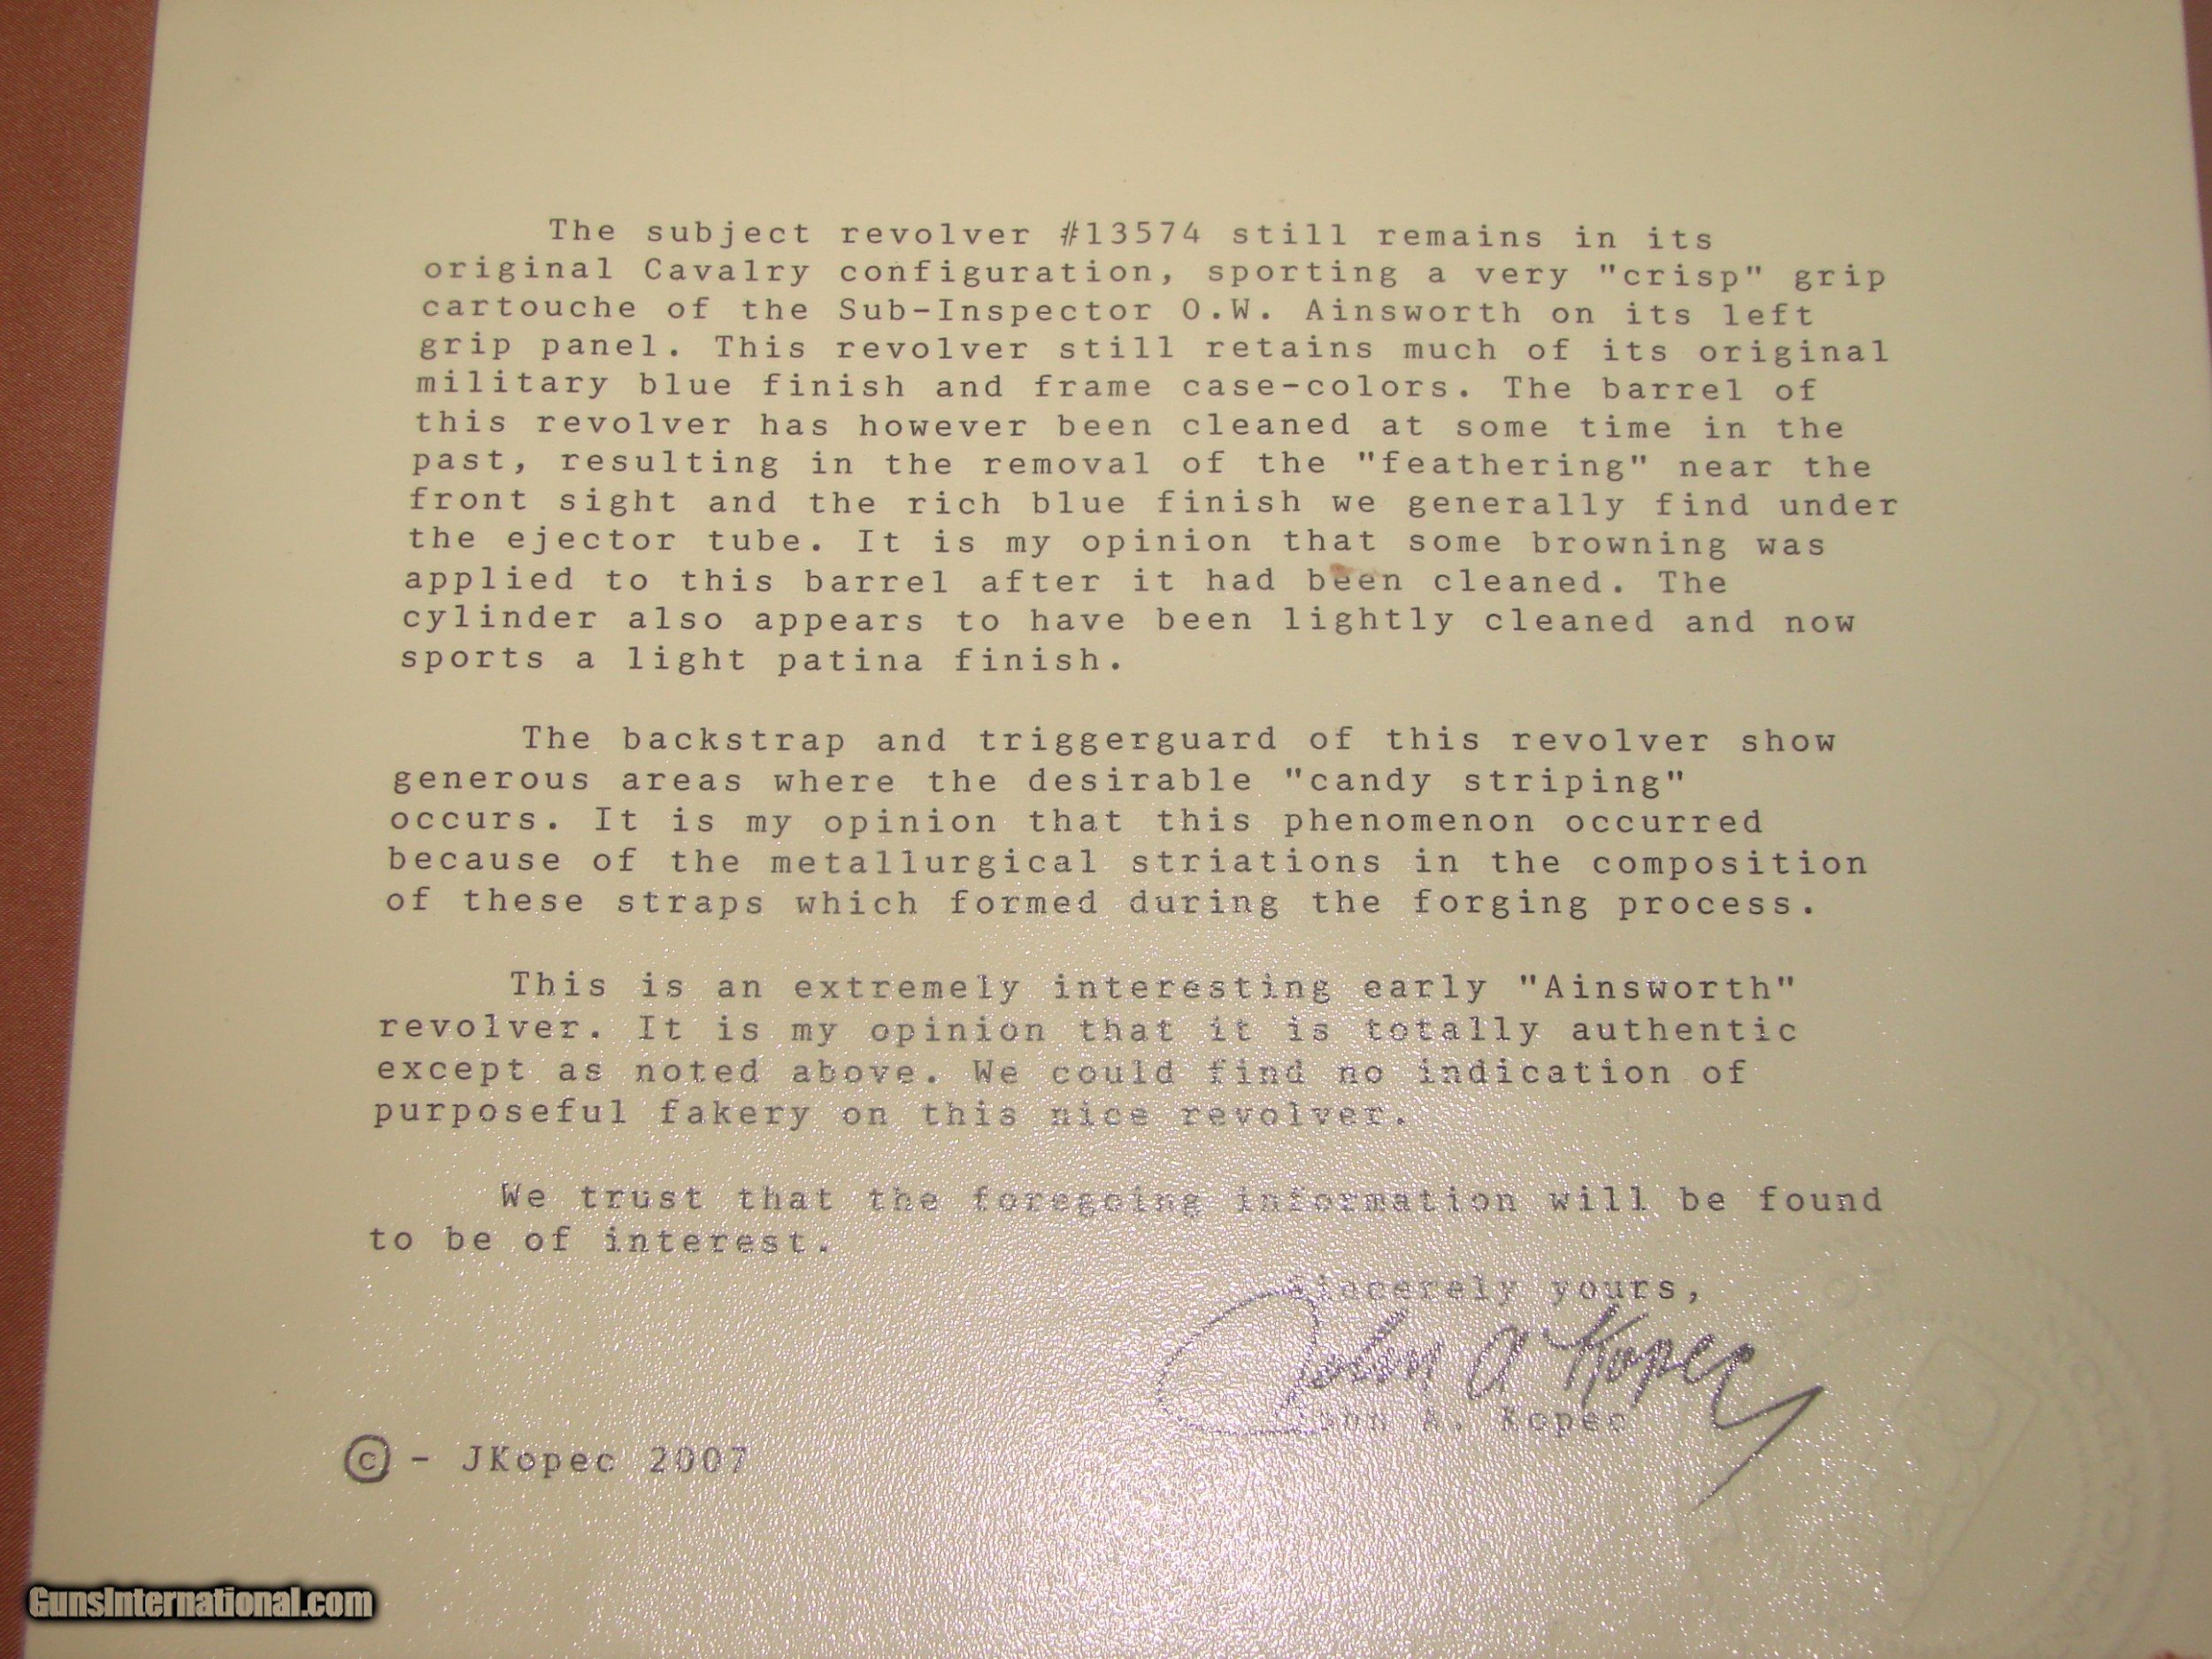 The subject revolver #13574 still remains in its
original Cavalry configuration, sporting a very "crisp" grip
cartouche of the Sub-Inspector O.W. Ainsworth on its left
grip panel. This revolver still retains much of its original
military blue finish and frame case-colors. The barrel of
this revolver has however been cleaned at some time in the
past, resulting in the removal of the "feathering" near the
front sight and the rich blue finish we generally find under
the ejector tube. It is my opinion that some browning was
applied to this barrel after it had been cleaned. The
cylinder also appears to have been lightly cleaned and now
sports a light patina finish.
The backstrap and triggerguard of this revolver show
generous areas where the desirable "candy striping"
occurs. It is my opinion that this phenomenon occurred
because of the metallurgical striations in the composition
of these straps which formed during the forging process.
This is an extremely interesting early "Ainsworth"
revolver. It is my opinion that it is totally authentic
except as noted above. We could find no indication of
purposeful fakery on this nice revolver.
We trust that the foregoing information will be found
to be of interest.
Sincerely yours,
John A Kopec
John A. Kopec
© - JKopec 2007
GunsInternational.com